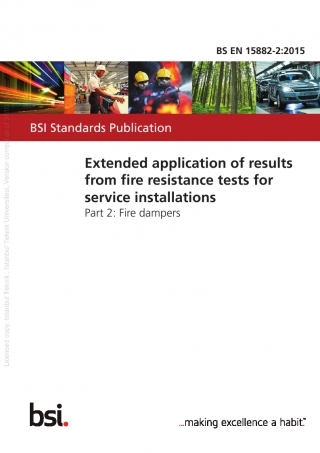 BS EN 15882-2:2015
BSI Standards Publication
Extended application of results
from fire resistance tests for
service installations
Part 2: Fire dampers
bsi.
...making excellence a habit.™